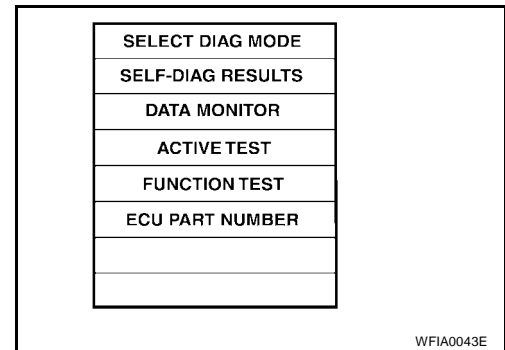 SELECT DIAG MODE
SELF-DIAG RESULTS
DATA MONITOR
ACTIVE TEST
FUNCTION TEST
ECU PART NUMBER
WFIA0043E